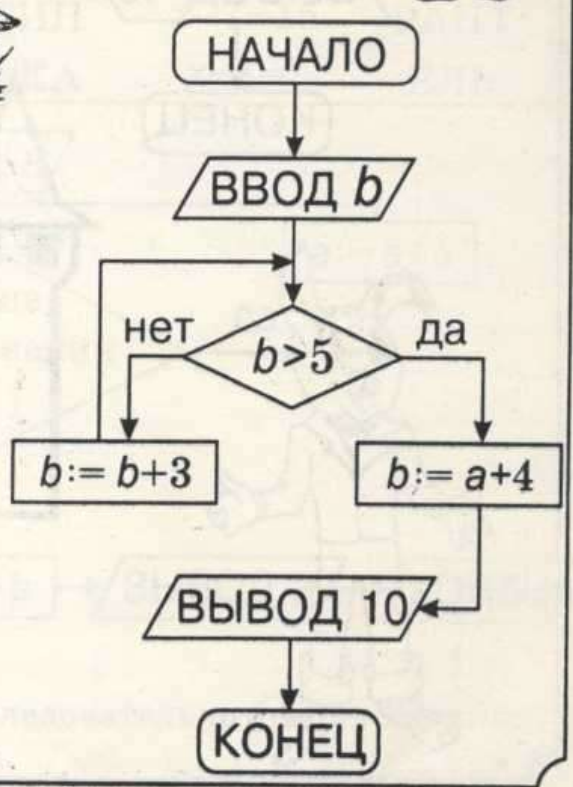 НАЧАЛО
ВВОД b
нет
b>5
да
b:= b+3
b:= a+4
ВЫВОД 10
КОНЕЦ